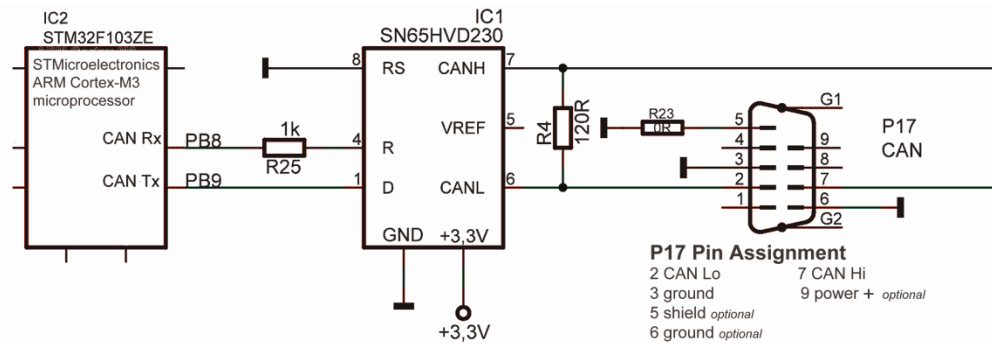 IC2
STM32F103ZE
STMicroelectronics
ARM Cortex-M3
microprocessor
CAN Rx
PB8
CAN Tx
PB9
1k
R25
IC1
SN65HVD230
8
RS
CANH
7
VREF
5
4
R
1
D
CANL
6
GND
+3,3V
+3,3V
R4
120R
R23
0R
5
4
3
2
1
9
8
7
6
G1
G2
P17
CAN
P17 Pin Assignment
2 CAN Lo 7 CAN Hi
3 ground 9 power + optional
5 shield optional
6 ground optional